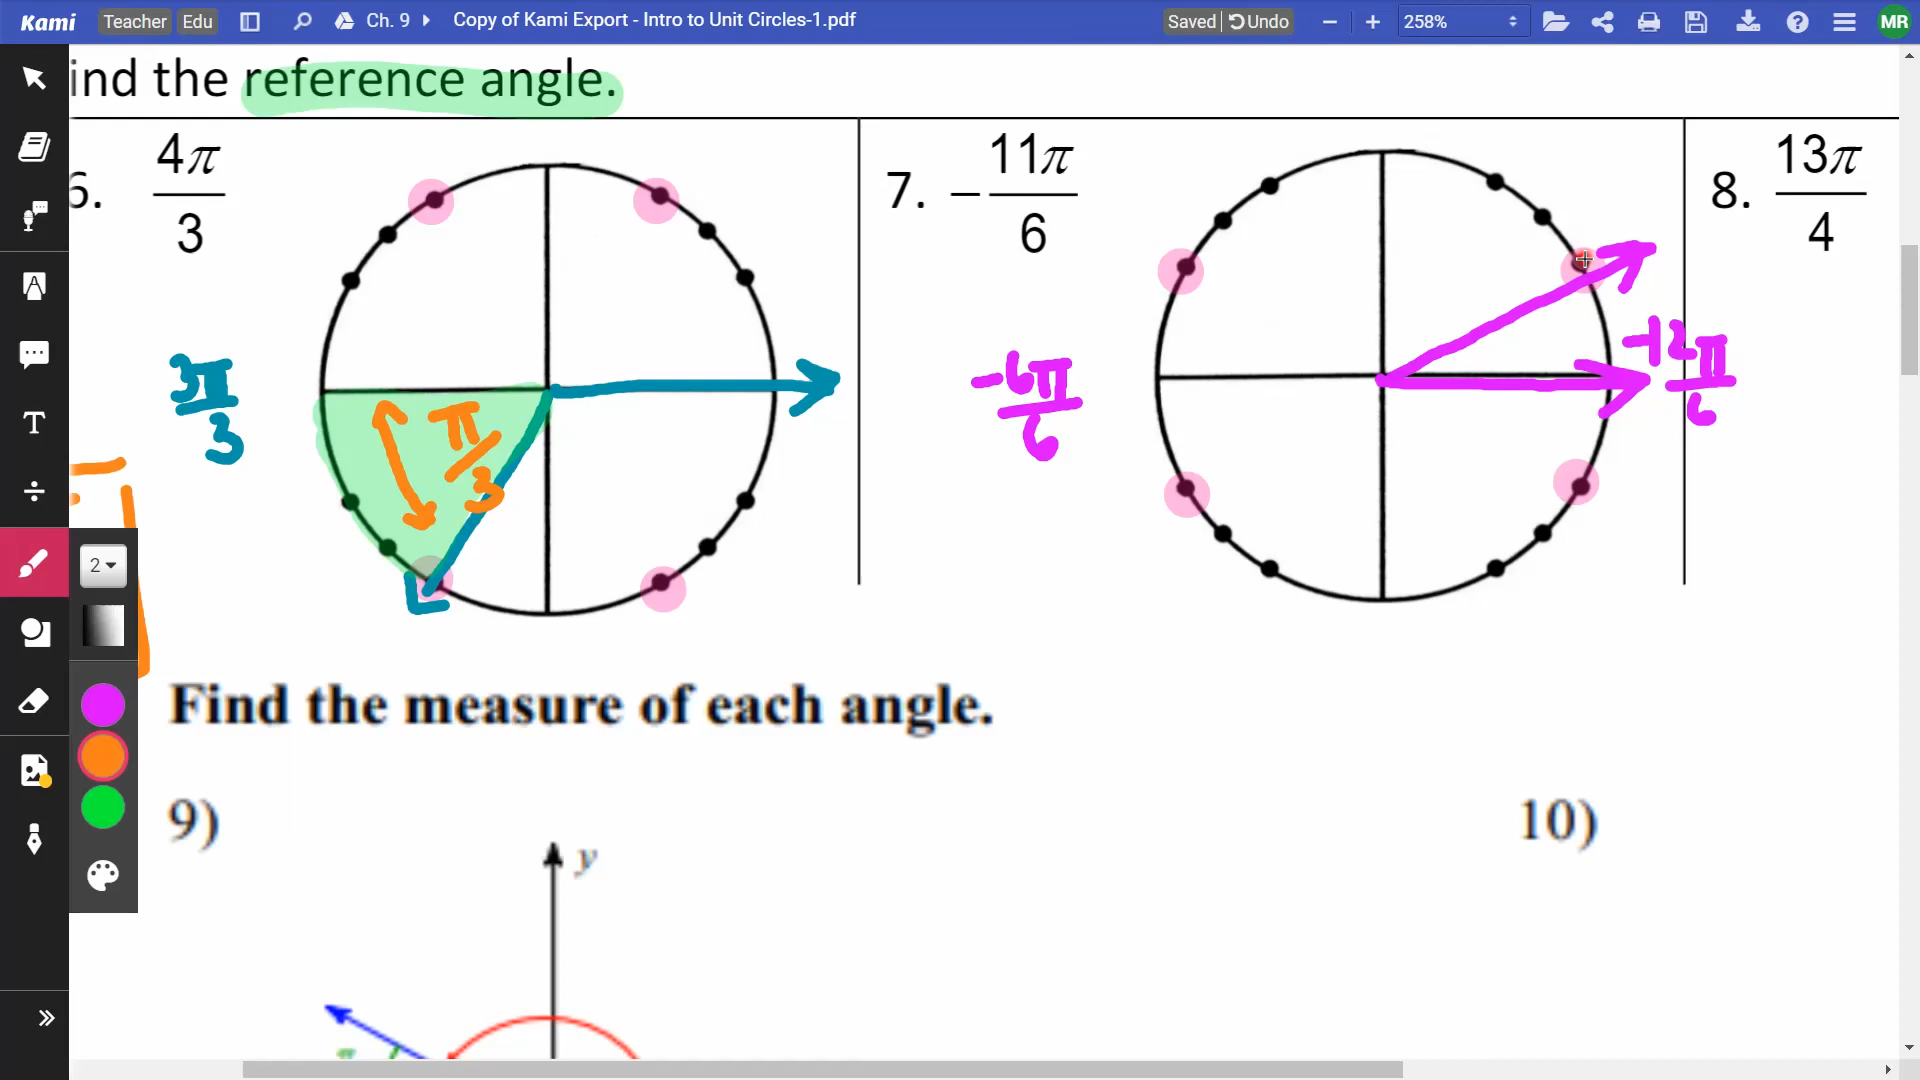 Kami Teacher Edu Ch. 9 Copy of Kami Export - Intro to Unit Circles-1.pdf Saved Undo 258% MR
ind the reference angle.
6. 4π/3
7. -11π/6
8. 13π/4
3π/3
π/3
-6π/6
-12π/6
2
Find the measure of each angle.
9)
10)
y